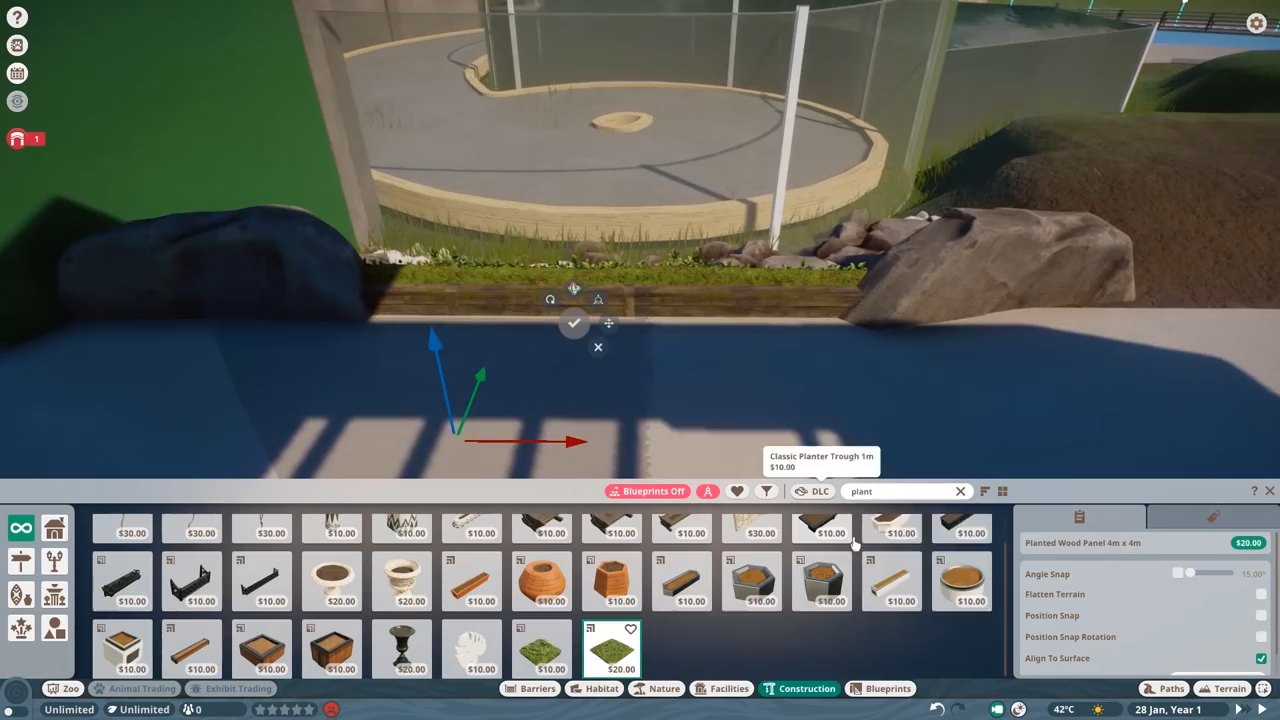 ?
1
Classic Planter Trough 1m
$10.00
Blueprints Off
DLC
plant
?
$30.00 $30.00 $30.00 $10.00 $10.00 $10.00 $10.00 $10.00 $10.00 $30.00 $10.00 $10.00 $10.00
$10.00 $10.00 $10.00 $20.00 $20.00 $10.00 $10.00 $10.00 $10.00 $10.00 $10.00 $10.00 $10.00
$10.00 $10.00 $10.00 $10.00 $20.00 $10.00 $10.00 $20.00
Planted Wood Panel 4m x 4m $20.00
Angle Snap 15.00°
Flatten Terrain
Position Snap
Position Snap Rotation
Align To Surface
Zoo Animal Trading Exhibit Trading Barriers Habitat Nature Facilities Construction Blueprints Paths Terrain
Unlimited Unlimited 0 42°C 28 Jan, Year 1